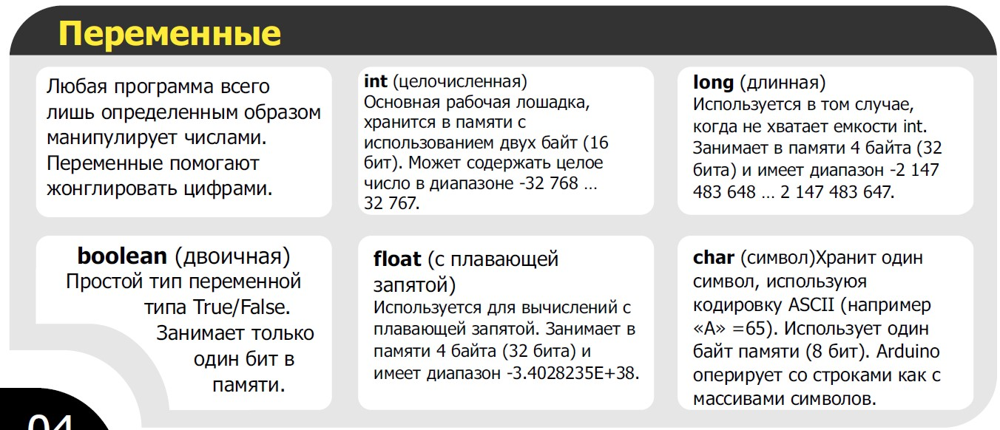 Переменные
Любая программа всего
лишь определенным образом
манипулирует числами.
Переменные помогают
жонглировать цифрами.
int (целочисленная)
Основная рабочая лошадка,
хранится в памяти с
использованием двух байт (16
бит). Может содержать целое
число в диапазоне -32 768 ...
32 767.
long (длинная)
Используется в том случае,
когда не хватает емкости int.
Занимает в памяти 4 байта (32
бита) и имеет диапазон -2 147
483 648 ... 2 147 483 647.
boolean (двоичная)
Простой тип переменной
типа True/False.
Занимает только
один бит в
памяти.
float (с плавающей
запятой)
Используется для вычислений с
плавающей запятой. Занимает в
памяти 4 байта (32 бита) и
имеет диапазон -3.4028235E+38.
char (символ)Хранит один
символ, используюя
кодировку ASCII (например
«A» =65). Использует один
байт памяти (8 бит). Arduino
оперирует со строками как с
массивами символов.
04